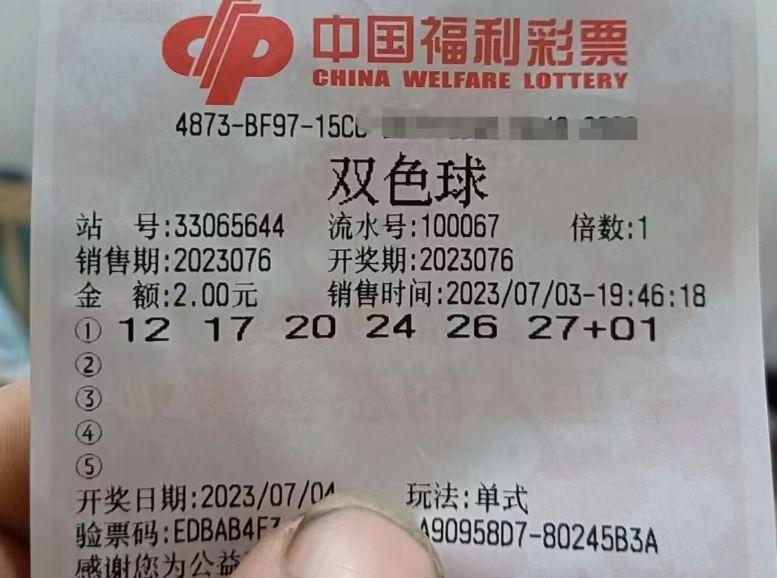 中国福利彩票
CHINA WELFARE LOTTERY
4873-BF97-15C
双色球
站 号:33065644 流水号:100067 倍数:1
销售期:2023076 开奖期:2023076
金 额:2.00元 销售时间:2023/07/03-19:46:18
① 12 17 20 24 26 27+01
②
③
④
⑤
开奖日期:2023/07/04 玩法:单式
验票码:EDBAB4F A90958D7-80245B3A
感谢您为公益